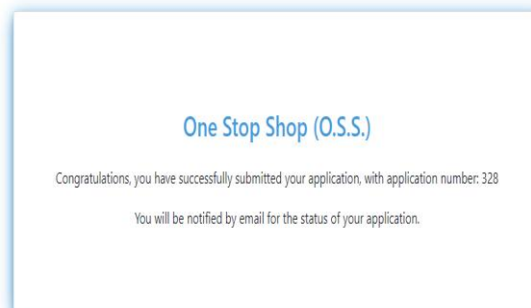 One Stop Shop (O.S.S.)
Congratulations, you have successfully submitted your application, with application number: 328
You will be notified by email for the status of your application.